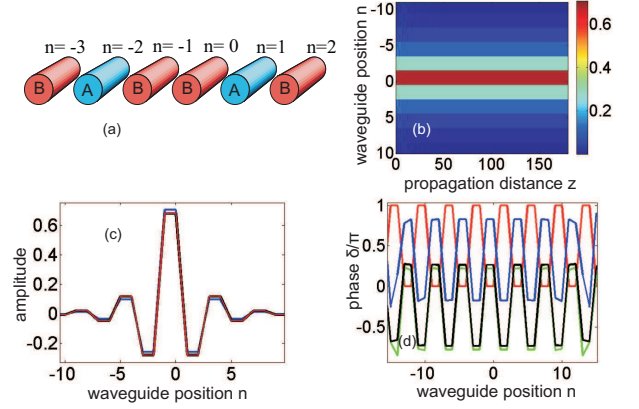 n= -3 n= -2 n= -1 n= 0 n=1 n=2
B A B B A B
(a)
waveguide position n
-10
-5
0
5
10
(b)
0 50 100 150
propagation distance z
0.6
0.4
0.2
amplitude
0.6
0.4
0.2
0
-0.2
(c)
-10 -5 0 5
waveguide position n
phase δ/π
1
0.5
0
-0.5
(d)
-10 0 10
waveguide position n